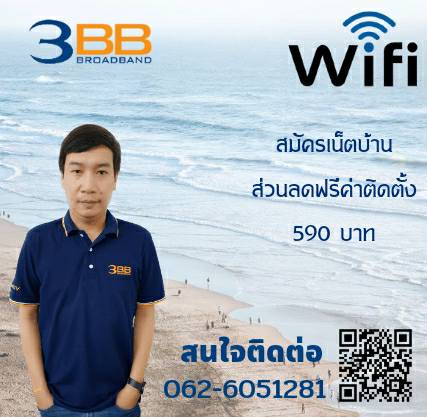 3BB
BROADBAND
Wifi
สมัครเน็ตบ้าน
ส่วนลดฟรีค่าติดตั้ง
590 บาท
3BB
สนใจติดต่อ
062-6051281